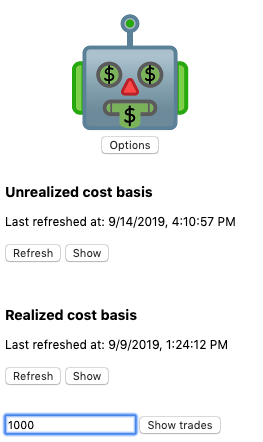 $ $
$
Options
Unrealized cost basis
Last refreshed at: 9/14/2019, 4:10:57 PM
Refresh Show
Realized cost basis
Last refreshed at: 9/9/2019, 1:24:12 PM
Refresh Show
1000 Show trades